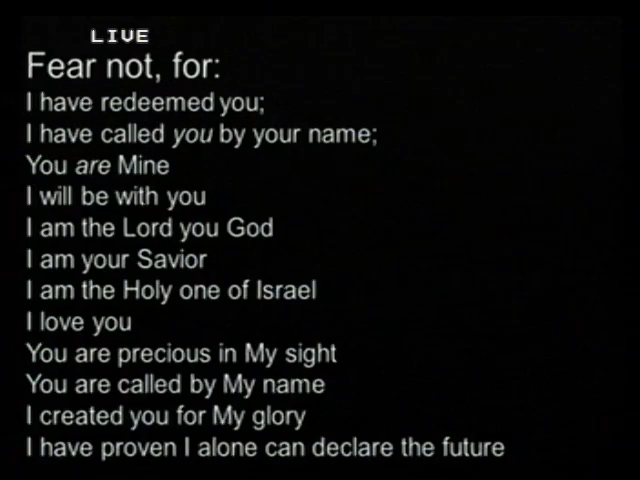 LIVE
Fear not, for:
I have redeemed you;
I have called you by your name;
You are Mine
I will be with you
I am the Lord you God
I am your Savior
I am the Holy one of Israel
I love you
You are precious in My sight
You are called by My name
I created you for My glory
I have proven I alone can declare the future